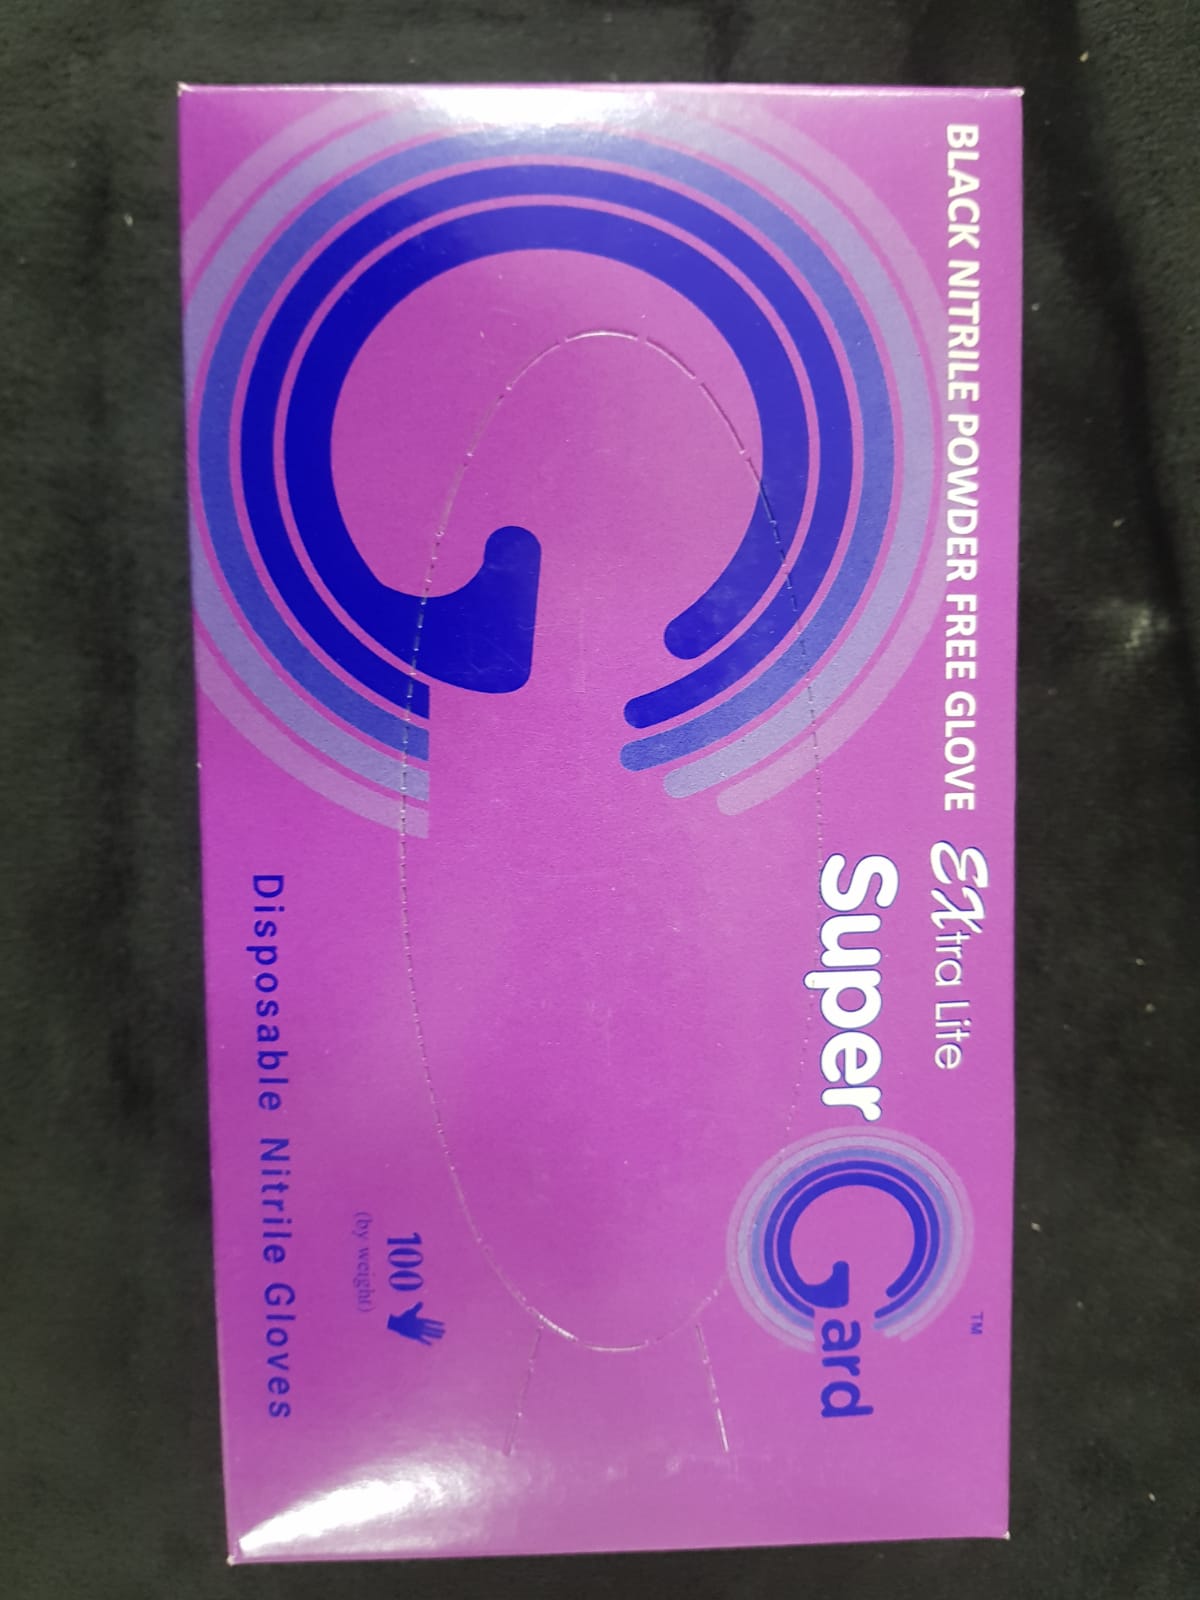 BLACK NITRILE POWDER FREE GLOVE EXtra Lite
Super Gard ™
100
(by weight)
Disposable Nitrile Gloves